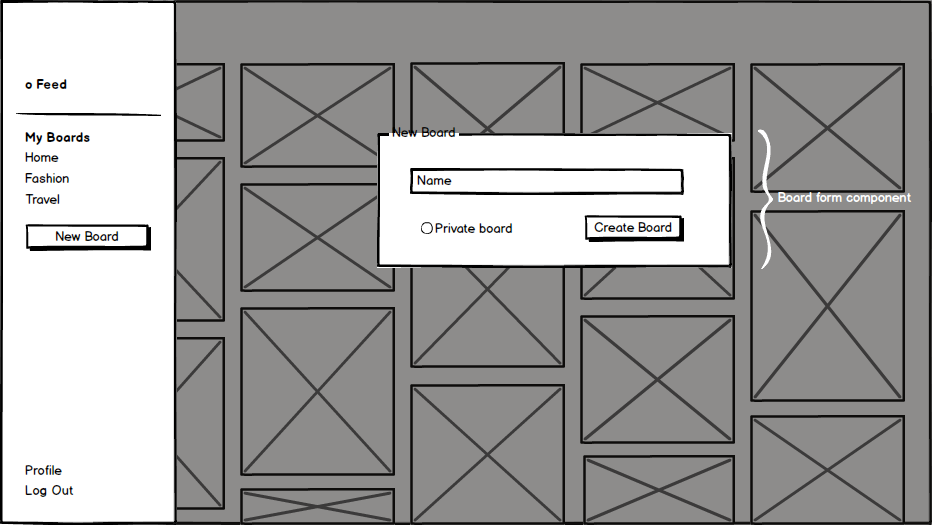 o Feed
My Boards
Home
Fashion
Travel
New Board
Profile
Log Out
New Board
Name
Private board
Create Board
Board form component